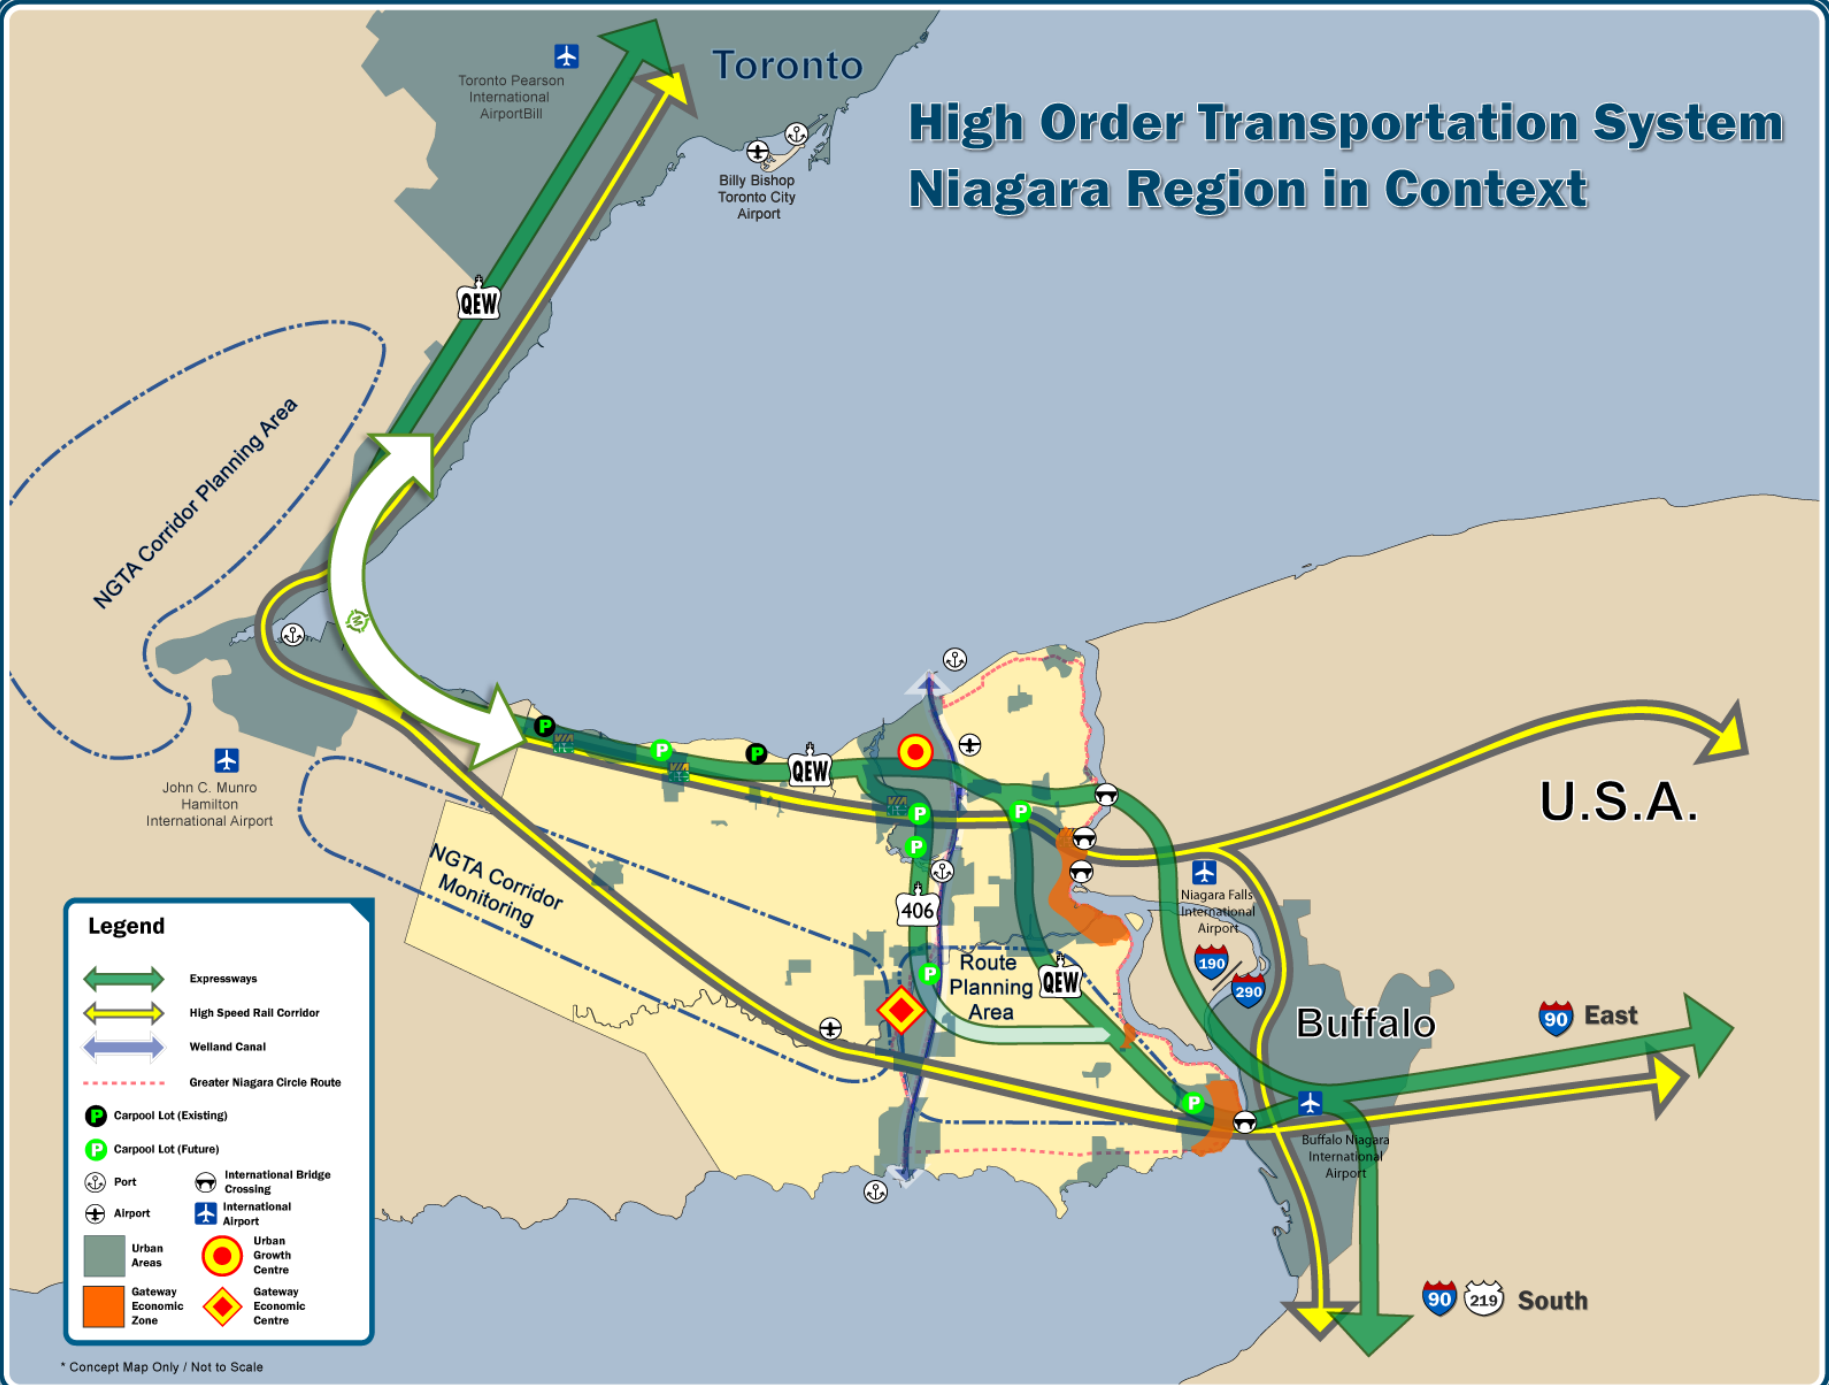 Toronto
Toronto Pearson
International
AirportBill
High Order Transportation System
Niagara Region in Context
Billy Bishop
Toronto City
Airport
QEW
NGTA Corridor Planning Area
John C. Munro
Hamilton
International Airport
QEW
U.S.A.
NGTA Corridor
Monitoring
406
Niagara Falls
International
Airport
190
290
Route
Planning
Area
QEW
Buffalo
90 East
Buffalo Niagara
International
Airport
90 219 South
VIA
VIA
VIA
P
P
P
P
P
P
P
P
Legend
Expressways
High Speed Rail Corridor
Welland Canal
Greater Niagara Circle Route
P Carpool Lot (Existing)
P Carpool Lot (Future)
Port
International Bridge
Crossing
Airport
International
Airport
Urban
Areas
Urban
Growth
Centre
Gateway
Economic
Zone
Gateway
Economic
Centre
* Concept Map Only / Not to Scale